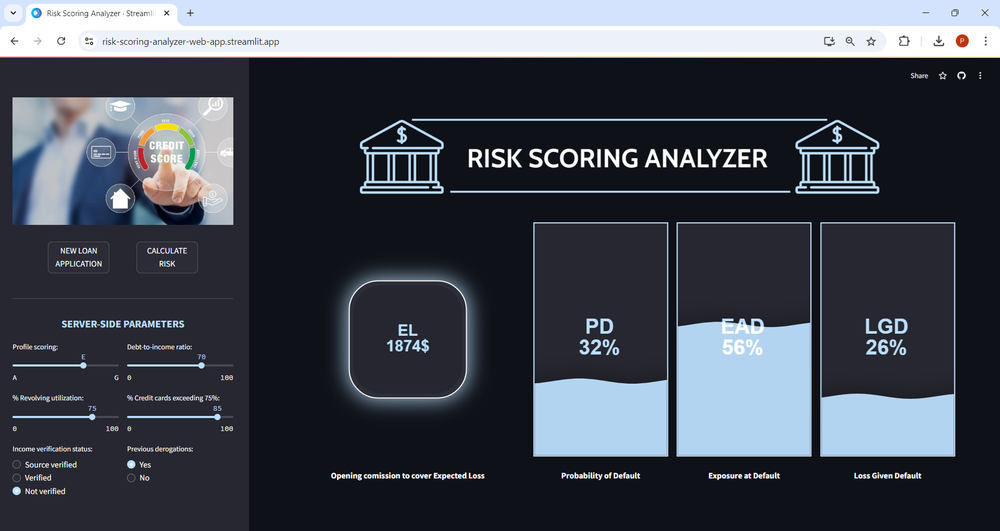 Risk Scoring Analyzer · Streamli
risk-scoring-analyzer-web-app.streamlit.app
P
Share
CREDIT
SCORE
NEW LOAN
APPLICATION
CALCULATE
RISK
SERVER-SIDE PARAMETERS
Profile scoring:
E
A G
Debt-to-income ratio:
70
0 100
% Revolving utilization:
75
0 100
% Credit cards exceeding 75%:
85
0 100
Income verification status:
Source verified
Verified
Not verified
Previous derogations:
Yes
No
$ $
RISK SCORING ANALYZER
EL
1874$
Opening comission to cover Expected Loss
PD
32%
Probability of Default
EAD
56%
Exposure at Default
LGD
26%
Loss Given Default